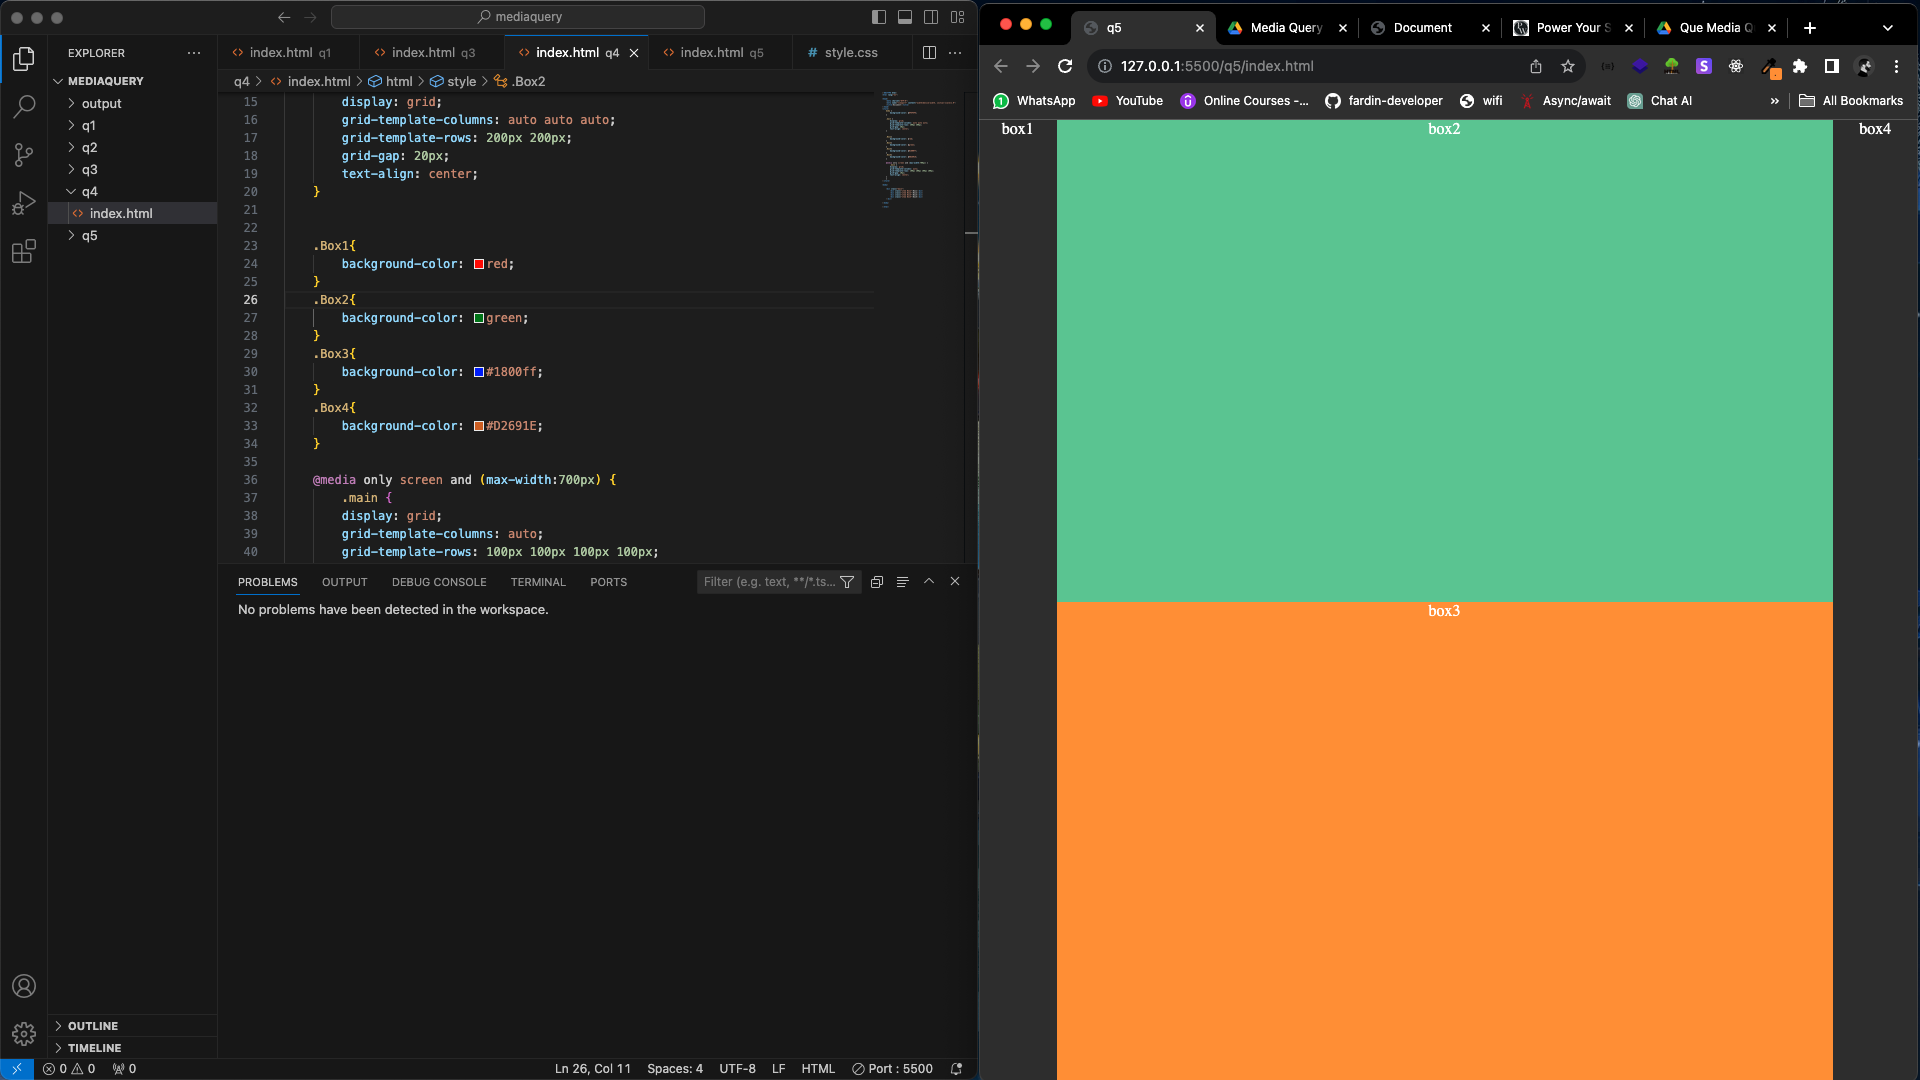 mediaquery
EXPLORER
index.html q1
index.html q3
index.html q4
index.html q5
# style.css
MEDIAQUERY
output
q1
q2
q3
q4
index.html
q5
q4 > index.html > html > style > .Box2
15 display: grid;
16 grid-template-columns: auto auto auto;
17 grid-template-rows: 200px 200px;
18 grid-gap: 20px;
19 text-align: center;
20 }
21
22
23 .Box1{
24 background-color: red;
25 }
26 .Box2{
27 background-color: green;
28 }
29 .Box3{
30 background-color: #1800ff;
31 }
32 .Box4{
33 background-color: #D2691E;
34 }
35
36 @media only screen and (max-width:700px) {
37 .main {
38 display: grid;
39 grid-template-columns: auto;
40 grid-template-rows: 100px 100px 100px 100px;
PROBLEMS OUTPUT DEBUG CONSOLE TERMINAL PORTS Filter (e.g. text, **/*.ts...
No problems have been detected in the workspace.
OUTLINE
TIMELINE
0 0 0 Ln 26, Col 11 Spaces: 4 UTF-8 LF HTML Port : 5500
q5
Media Query
Document
Power Your S
Que Media Q
127.0.0.1:5500/q5/index.html
WhatsApp YouTube Online Courses -... fardin-developer wifi Async/await Chat AI » All Bookmarks
box1 box2 box4
box3